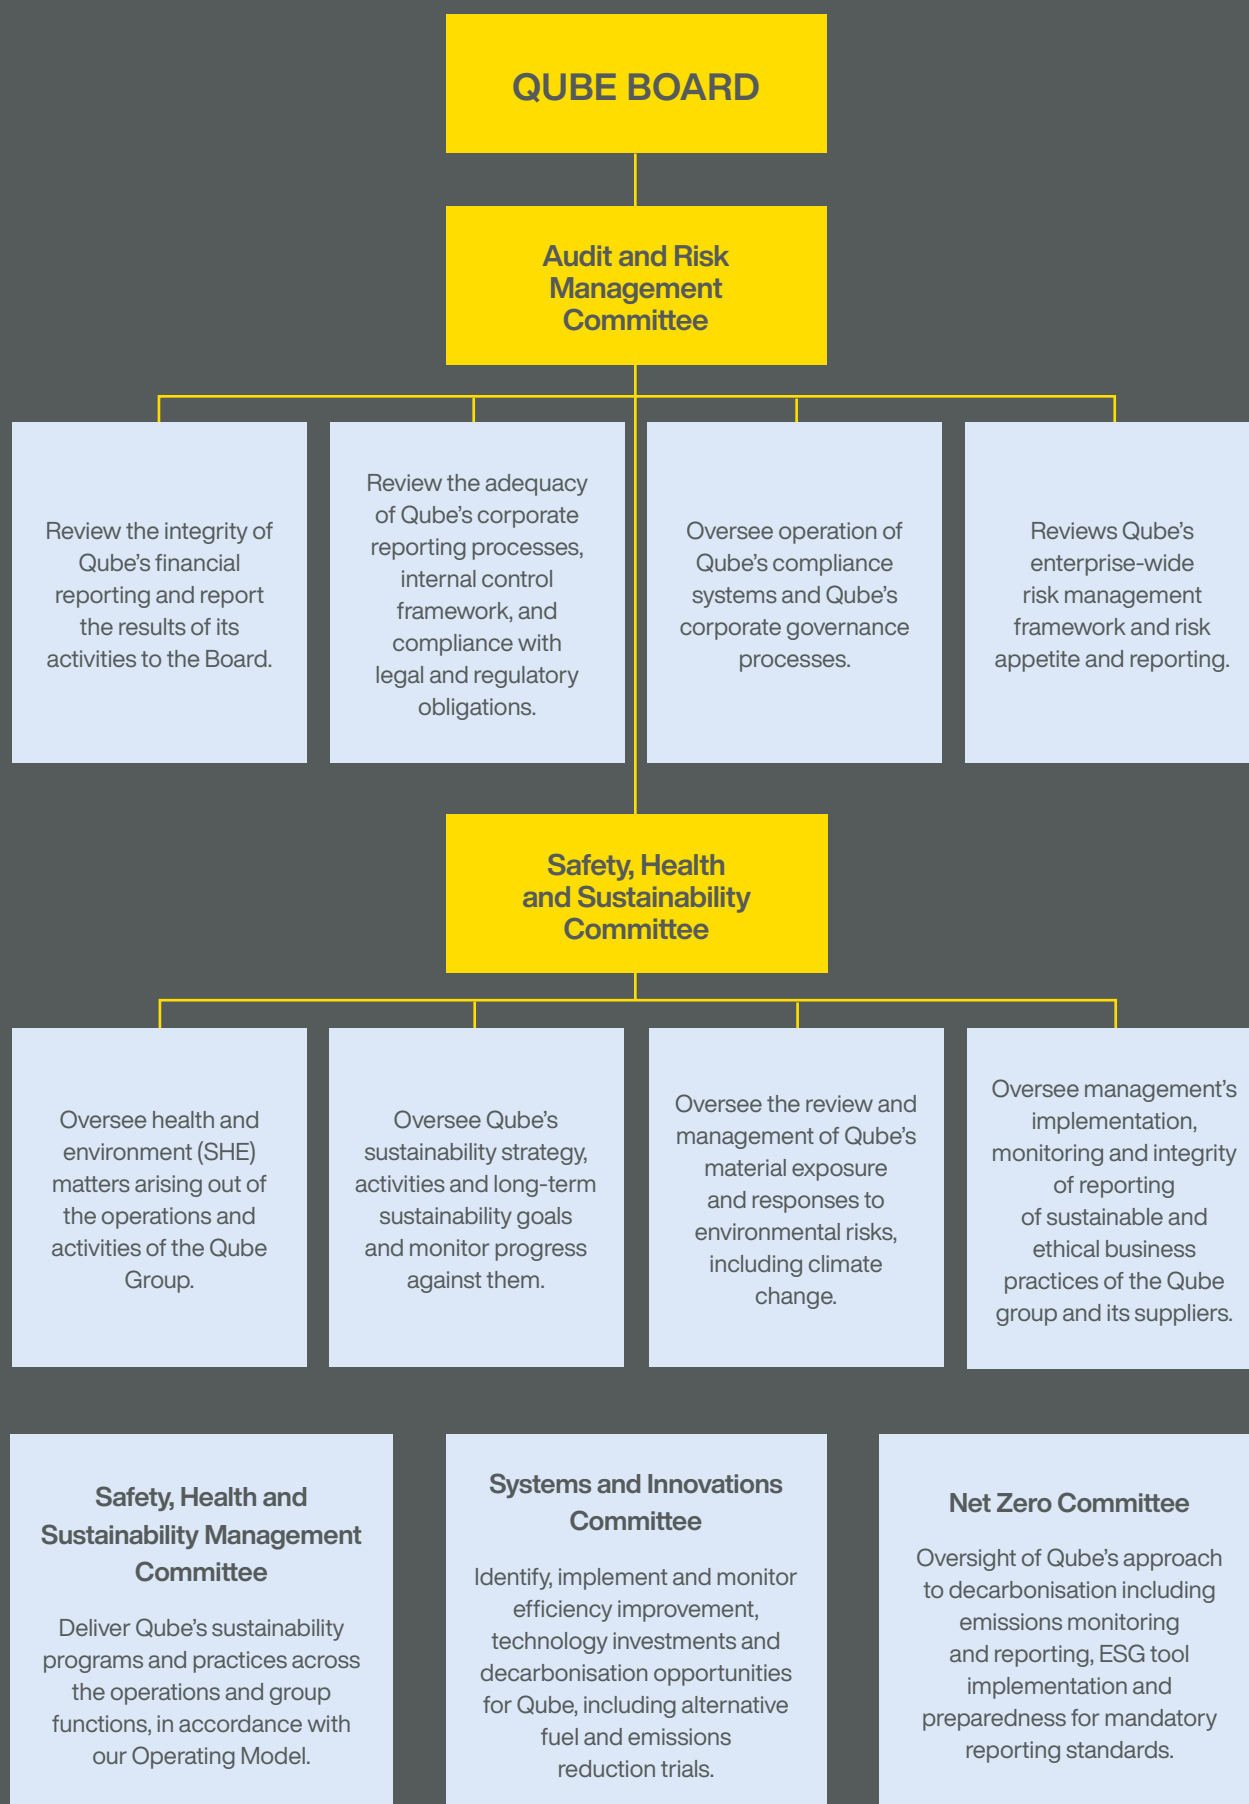 QUBE BOARD
Audit and Risk
Management
Committee
Review the integrity of
Qube’s financial
reporting and report
the results of its
activities to the Board.
Review the adequacy
of Qube’s corporate
reporting processes,
internal control
framework, and
compliance with
legal and regulatory
obligations.
Oversee operation of
Qube’s compliance
systems and Qube’s
corporate governance
processes.
Reviews Qube’s
enterprise-wide
risk management
framework and risk
appetite and reporting.
Safety, Health
and Sustainability
Committee
Oversee health and
environment (SHE)
matters arising out of
the operations and
activities of the Qube
Group.
Oversee Qube’s
sustainability strategy,
activities and long-term
sustainability goals
and monitor progress
against them.
Oversee the review and
management of Qube’s
material exposure
and responses to
environmental risks,
including climate
change.
Oversee management’s
implementation,
monitoring and integrity
of reporting
of sustainable and
ethical business
practices of the Qube
group and its suppliers.
Safety, Health and
Sustainability Management
Committee
Deliver Qube’s sustainability
programs and practices across
the operations and group
functions, in accordance with
our Operating Model.
Systems and Innovations
Committee
Identify, implement and monitor
efficiency improvement,
technology investments and
decarbonisation opportunities
for Qube, including alternative
fuel and emissions
reduction trials.
Net Zero Committee
Oversight of Qube’s approach
to decarbonisation including
emissions monitoring
and reporting, ESG tool
implementation and
preparedness for mandatory
reporting standards.